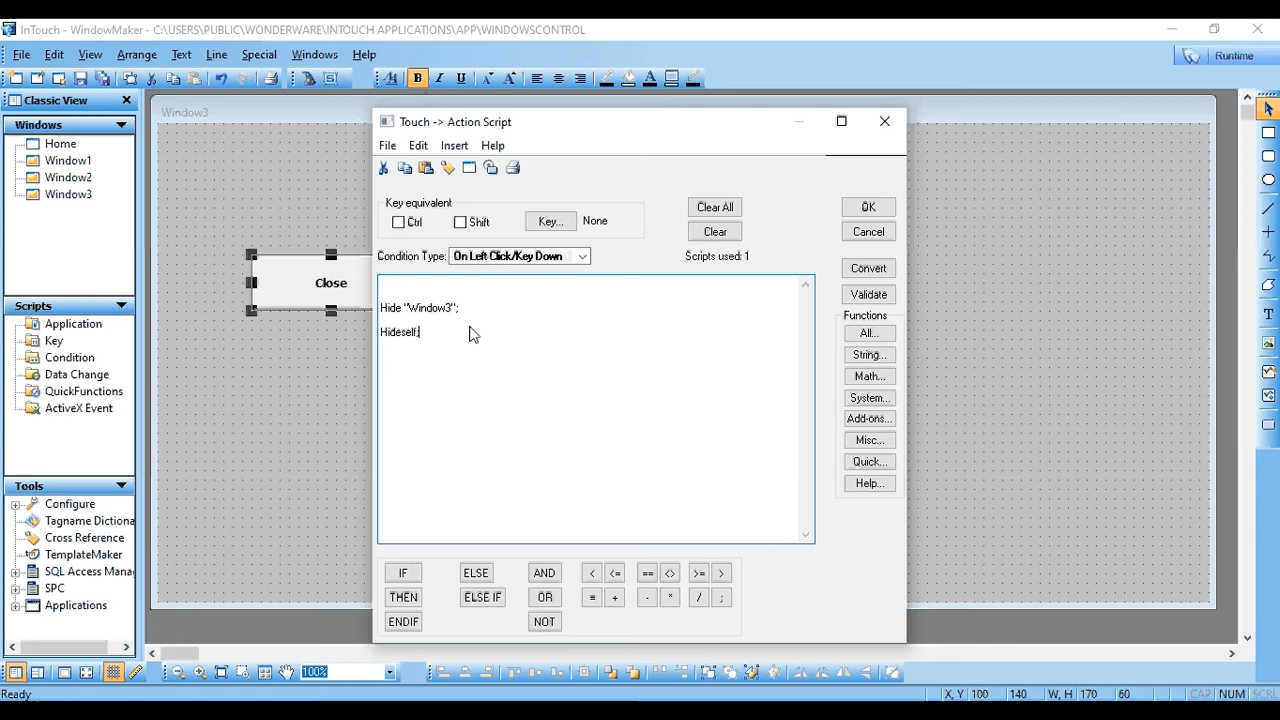 InTouch - WindowMaker - C:\USERS\PUBLIC\WONDERWARE\INTOUCH APPLICATIONS\APP\WINDOWSCONTROL
File Edit View Arrange Text Line Special Windows Help
Runtime
B I U A
Classic View
Windows
Home
Window1
Window2
Window3
Scripts
Application
Key
Condition
Data Change
QuickFunctions
ActiveX Event
Tools
Configure
Tagname Dictiona
Cross Reference
TemplateMaker
SQL Access Mana
SPC
Applications
Window3
Close
Touch -> Action Script
File Edit Insert Help
Key equivalent
Ctrl Shift Key... None
Clear All
Clear
OK
Cancel
Condition Type: On Left Click/Key Down
Scripts used: 1
Convert
Validate
Hide "Window3";
Hideself;
Functions
All...
String...
Math...
System...
Add-ons...
Misc...
Quick...
Help...
IF ELSE AND < <= == <> >= >
THEN ELSE IF OR = + - * / ;
ENDIF NOT
T
100%
Ready
X, Y 100 140 W, H 170 60 CAP NUM SCRL